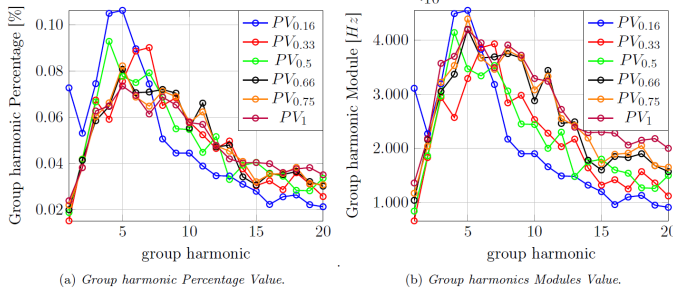 Group harmonic Percentage [%]
0.10
0.08
0.06
0.04
0.02
5
10
15
20
group harmonic
PV0.16
PV0.33
PV0.5
PV0.66
PV0.75
PV1
(a) Group harmonic Percentage Value.
Group harmonic Module [Hz]
4.000
3.000
2.000
1.000
5
10
15
20
group harmonic
PV0.16
PV0.33
PV0.5
PV0.66
PV0.75
PV1
(b) Group harmonics Modules Value.